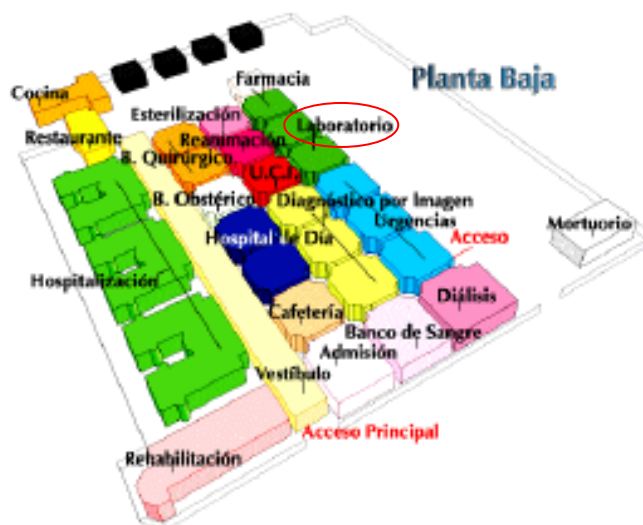 Planta Baja
Farmacia
Cocina
Esterilización
Laboratorio
Restaurante
Reanimación
B. Quirúrgico
U.C.I.
B. Obstérico
Diagnóstico por Imagen
Urgencias
Mortuorio
Hospital de Día
Acceso
Hospitalización
Diálisis
Cafetería
Banco de Sangre
Admisión
Vestíbulo
Acceso Principal
Rehabilitación